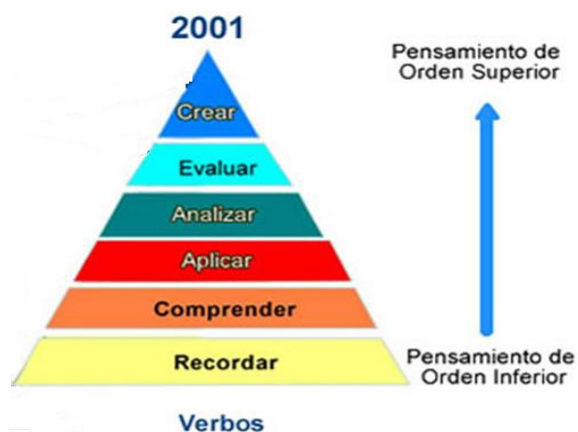 2001
Pensamiento de
Orden Superior
Crear
Evaluar
Analizar
Aplicar
Comprender
Recordar
Pensamiento de
Orden Inferior
Verbos